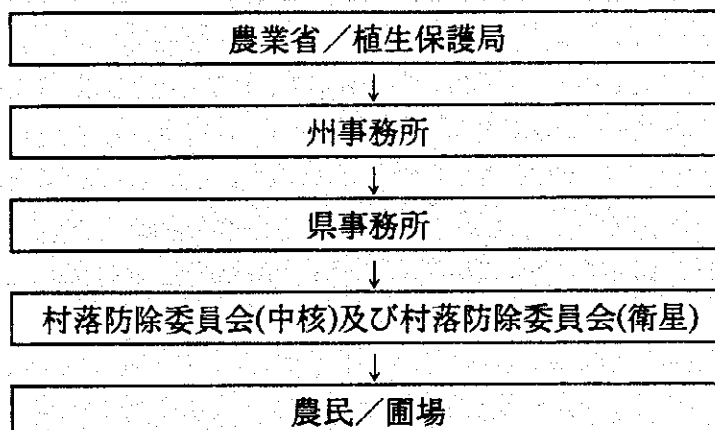 農業省／植生保護局
↓
州事務所
↓
県事務所
↓
村落防除委員会(中核)及び村落防除委員会(衛星)
↓
農民／圃場